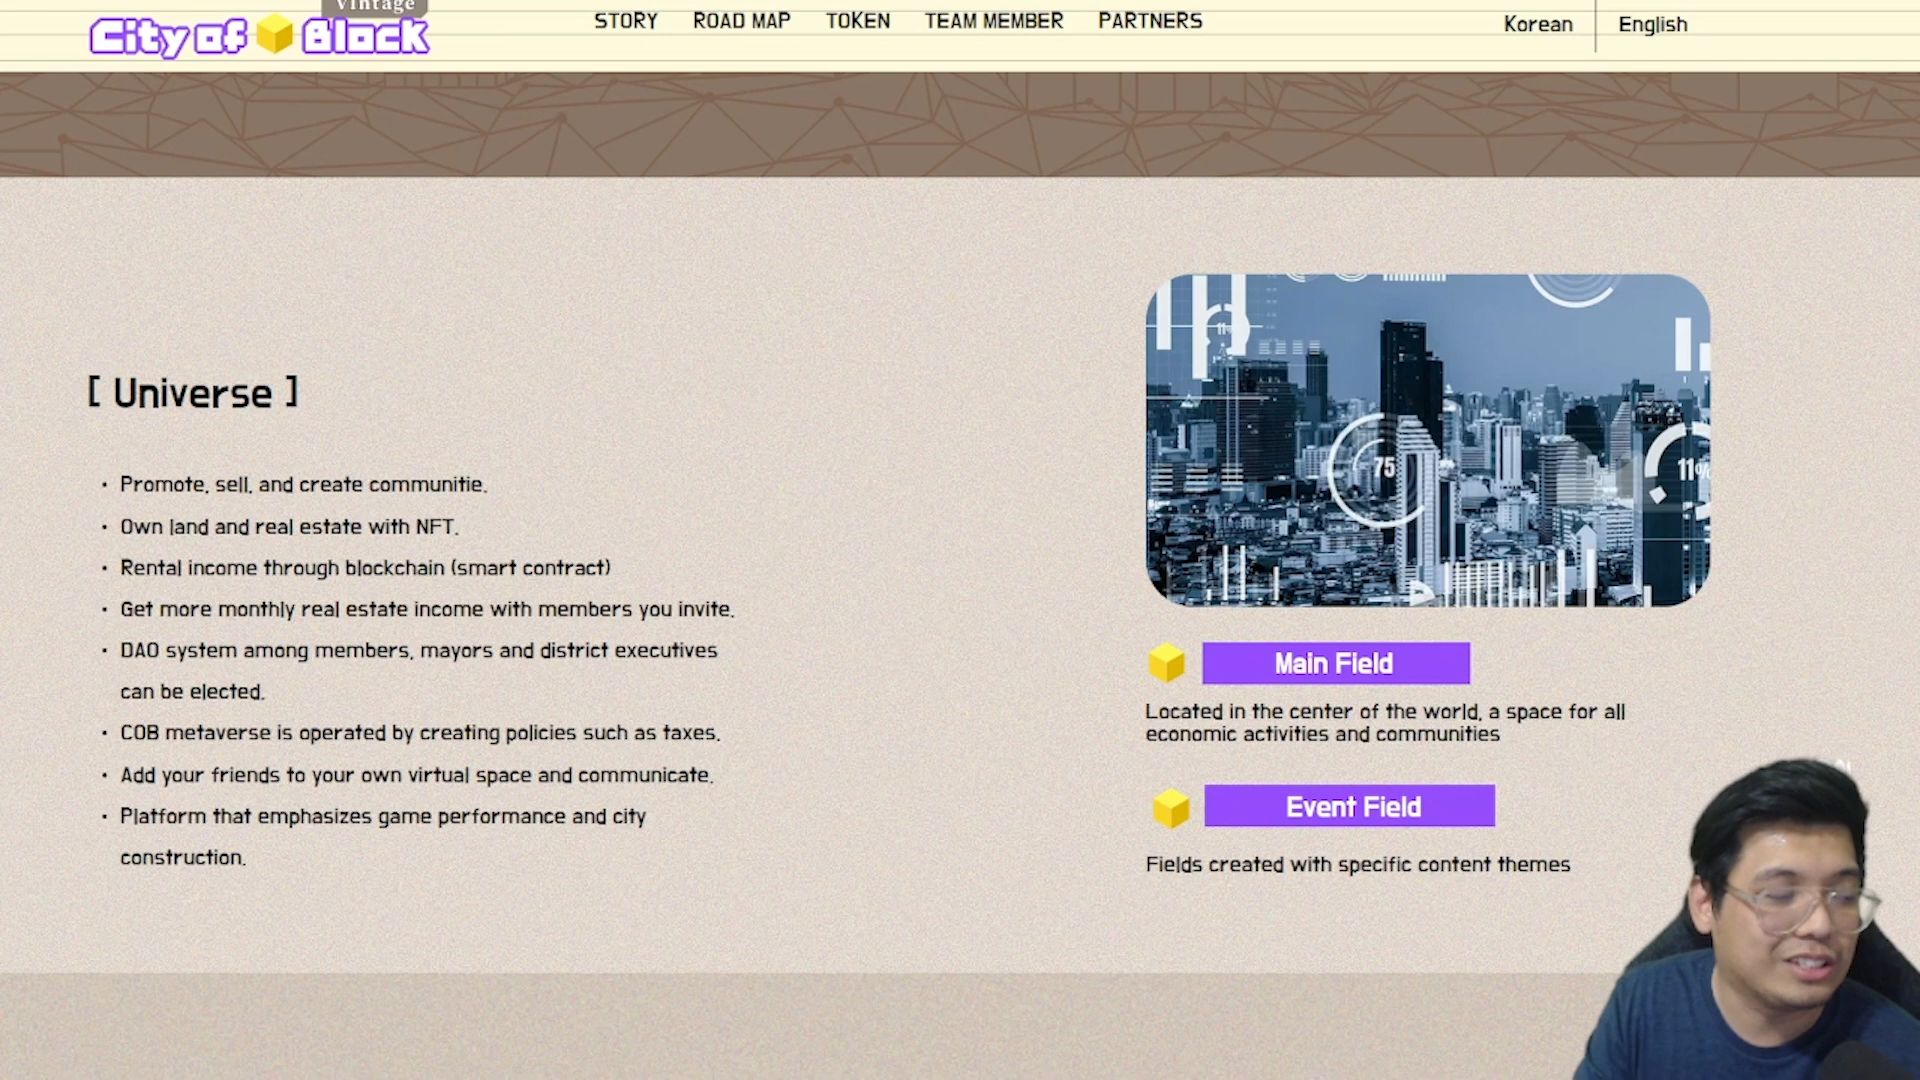 Vintage
City of Block
STORY ROAD MAP TOKEN TEAM MEMBER PARTNERS
Korean English
[ Universe ]
· Promote, sell, and create communitie.
· Own land and real estate with NFT.
· Rental income through blockchain (smart contract)
· Get more monthly real estate income with members you invite.
· DAO system among members, mayors and district executives
can be elected.
· COB metaverse is operated by creating policies such as taxes.
· Add your friends to your own virtual space and communicate.
· Platform that emphasizes game performance and city
construction.
75
11%
Main Field
Located in the center of the world, a space for all
economic activities and communities
Event Field
Fields created with specific content themes